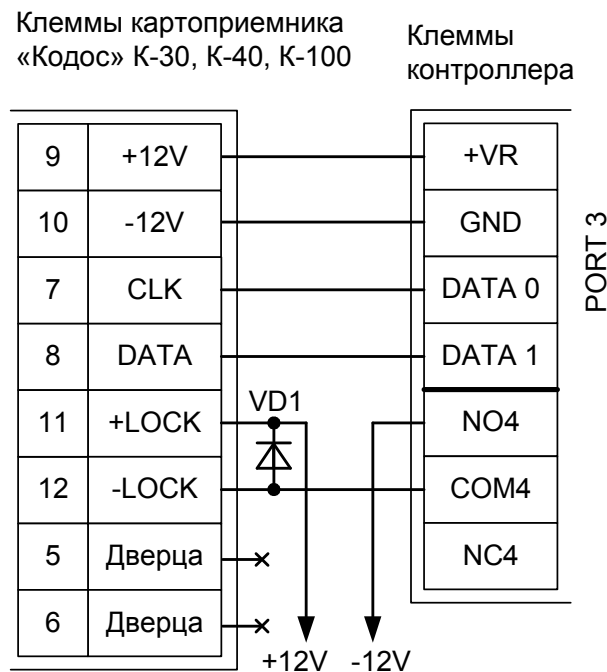 Клеммы картоприемника
«Кодос» К-30, К-40, К-100
Клеммы
контроллера
9 +12V
+VR
10 -12V
GND
7 CLK
DATA 0
8 DATA
DATA 1
PORT 3
11 +LOCK
VD1
NO4
12 -LOCK
COM4
5 Дверца
NC4
6 Дверца
+12V -12V